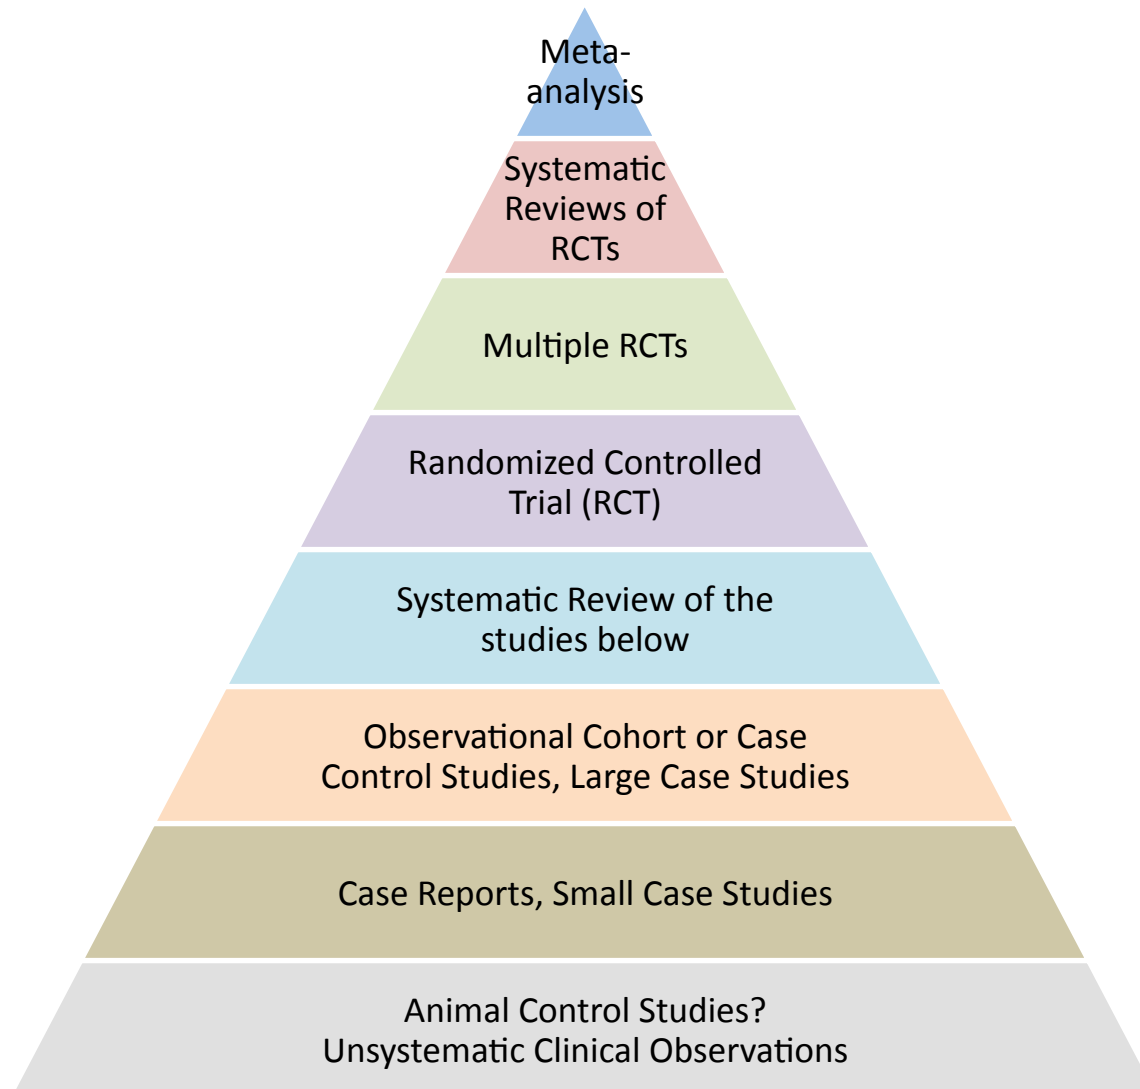 Meta-
analysis
Systematic
Reviews of
RCTs
Multiple RCTs
Randomized Controlled
Trial (RCT)
Systematic Review of the
studies below
Observational Cohort or Case
Control Studies, Large Case Studies
Case Reports, Small Case Studies
Animal Control Studies?
Unsystematic Clinical Observations